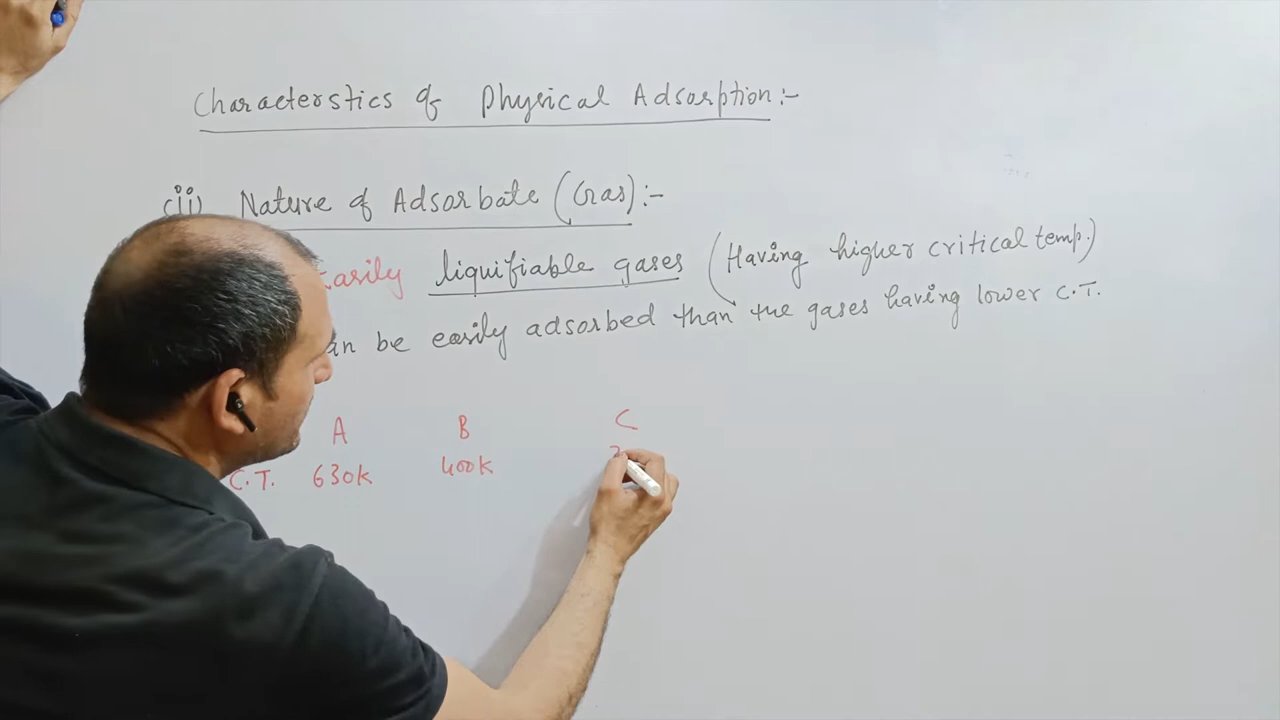 Characterstics of Physical Adsorption:-
(ii) Nature of Adsorbate (Gas):-
Easily liquifiable gases (Having higher critical temp.)
an be easily adsorbed than the gases having lower C.T.
A B C
C.T. 630K 400K